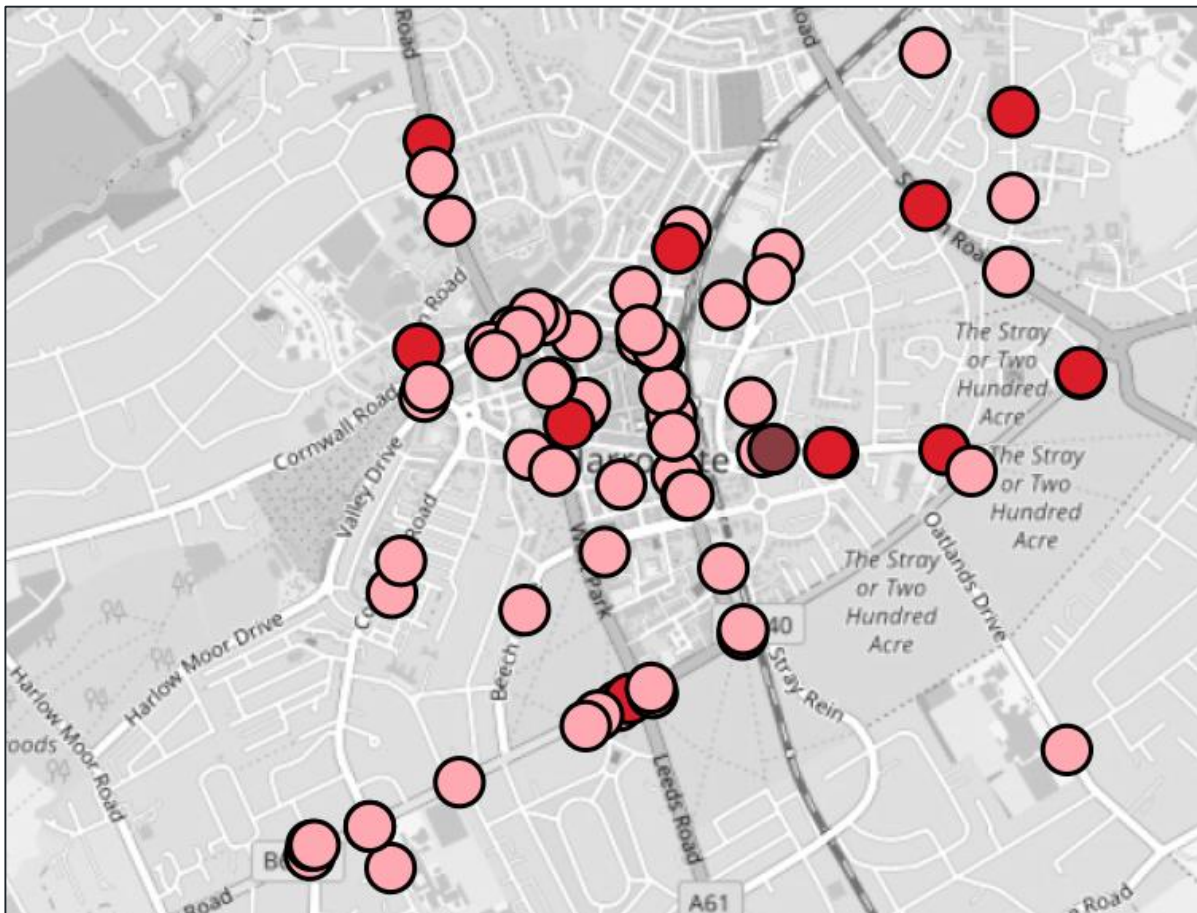 Road
Road
Road
The Stray
or Two
Hundred
Acre
Cornwall Road
Valley Drive
Road
The Stray
or Two
Hundred
Acre
The Stray
or Two
Hundred
Acre
Oatlands Drive
Park
40
Beech
Stray Rein
Harlow Moor Drive
Harlow Moor Road
Leeds Road
Road
A61
Road